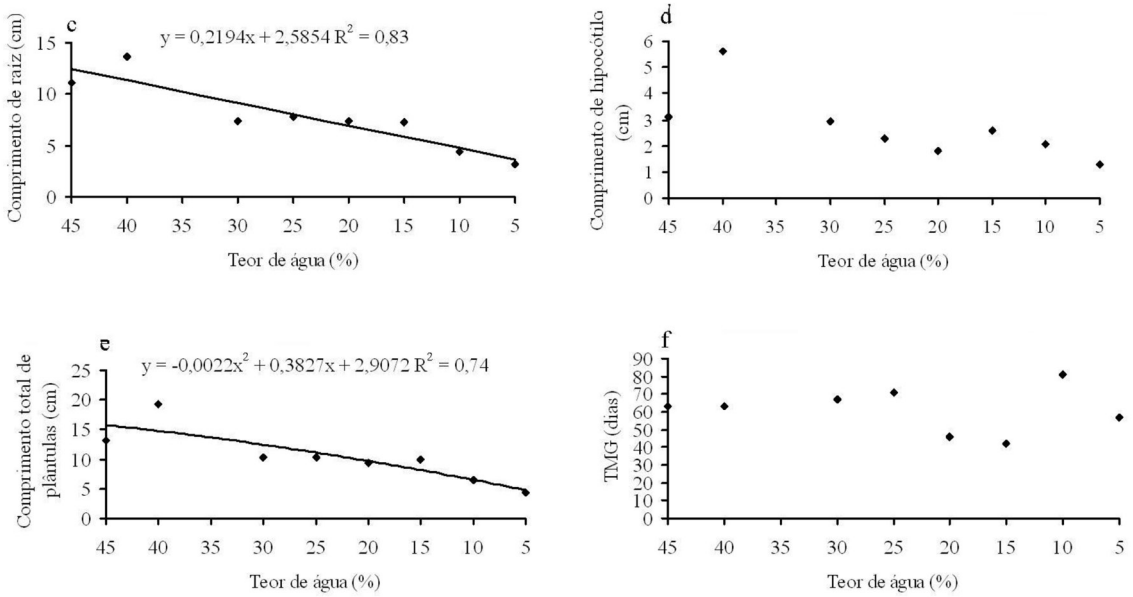 c
y = 0,2194x + 2,5854 R² = 0,83
Comprimento de raiz (cm)
15
10
5
0
45 40 35 30 25 20 15 10 5
Teor de água (%)
d
Comprimento de hipocótilo
(cm)
6
5
4
3
2
1
0
45 40 35 30 25 20 15 10 5
Teor de água (%)
e
y = -0,0022x² + 0,3827x + 2,9072 R² = 0,74
Comprimento total de
plântulas (cm)
25
20
15
10
5
0
45 40 35 30 25 20 15 10 5
Teor de água (%)
f
TMG (dias)
90
80
70
60
50
40
30
20
10
0
45 40 35 30 25 20 15 10 5
Teor de água (%)